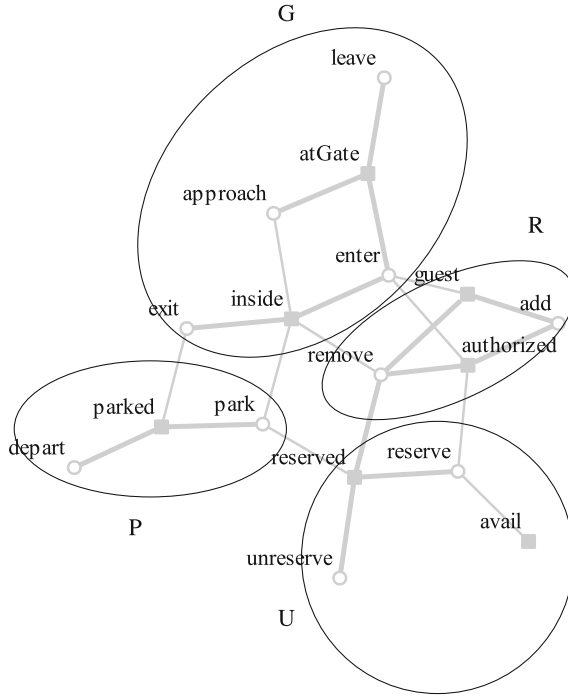 G
leave
atGate
approach
R
enter
guest
add
exit
inside
authorized
remove
parked
park
depart
reserved
reserve
P
avail
unreserve
U